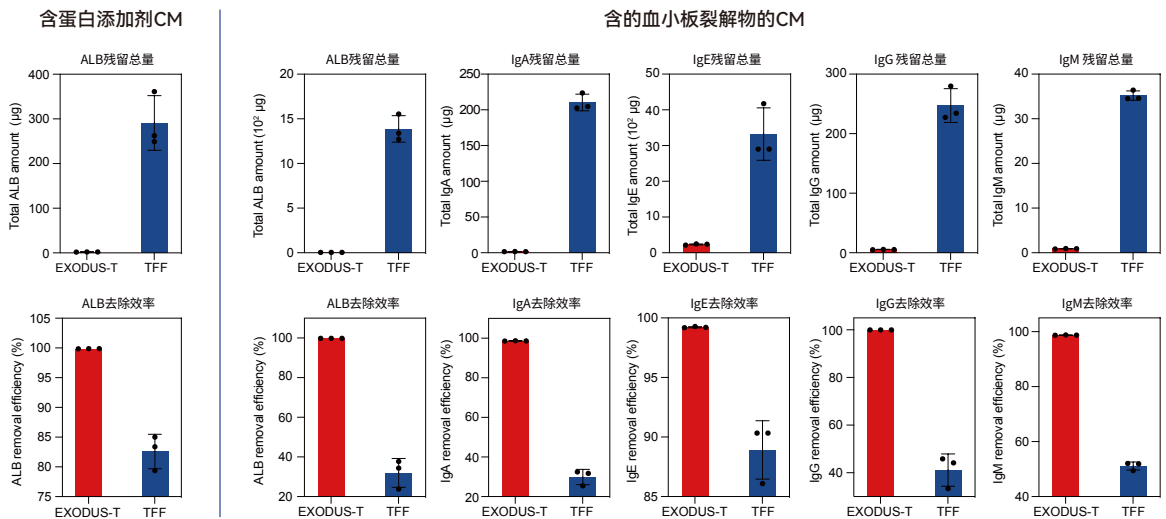 含蛋白添加剂CM
含的血小板裂解物的CM
ALB残留总量
Total ALB amount (μg)
400
300
200
100
0
EXODUS-T
TFF
ALB残留总量
Total ALB amount (10² μg)
20
15
10
5
0
EXODUS-T
TFF
IgA残留总量
Total IgA amount (μg)
250
200
150
100
50
0
EXODUS-T
TFF
IgE残留总量
Total IgE amount (10² μg)
50
40
30
20
10
0
EXODUS-T
TFF
IgG 残留总量
Total IgG amount (μg)
300
200
100
0
EXODUS-T
TFF
IgM 残留总量
Total IgM amount (μg)
40
30
20
10
0
EXODUS-T
TFF
ALB去除效率
ALB removal efficiency (%)
105
100
95
90
85
80
75
EXODUS-T
TFF
ALB去除效率
ALB removal efficiency (%)
100
80
60
40
20
EXODUS-T
TFF
IgA去除效率
IgA removal efficiency (%)
100
80
60
40
20
EXODUS-T
TFF
IgE去除效率
IgE removal efficiency (%)
100
95
90
85
EXODUS-T
TFF
IgG去除效率
IgG removal efficiency (%)
100
80
60
40
EXODUS-T
TFF
IgM去除效率
IgM removal efficiency (%)
100
80
60
40
EXODUS-T
TFF